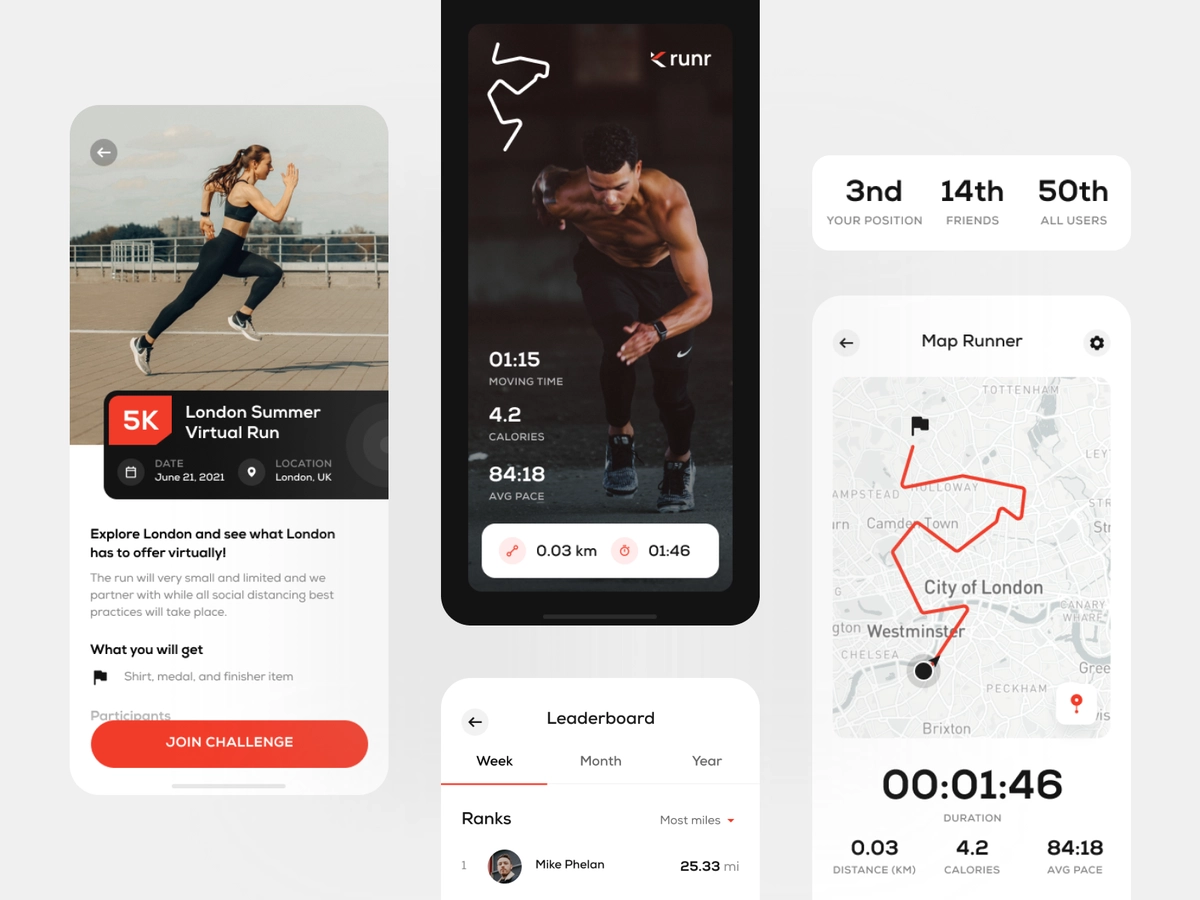 5K
London Summer
Virtual Run
DATE
June 21, 2021
LOCATION
London, UK
Explore London and see what London
has to offer virtually!
The run will very small and limited and we
partner with while all social distancing best
practices will take place.
What you will get
Shirt, medal, and finisher item
Participants
JOIN CHALLENGE
runr
01:15
MOVING TIME
4.2
CALORIES
84:18
AVG PACE
0.03 km
01:46
Leaderboard
Week Month Year
Ranks Most miles
1 Mike Phelan 25.33 mi
3nd 14th 50th
YOUR POSITION FRIENDS ALL USERS
Map Runner
TOTTENHAM
HOLLOWAY
Camden Town
City of London
CANARY
WHARF
Westminster
CHELSEA
PECKHAM
Brixton
00:01:46
DURATION
0.03 4.2 84:18
DISTANCE (KM) CALORIES AVG PACE